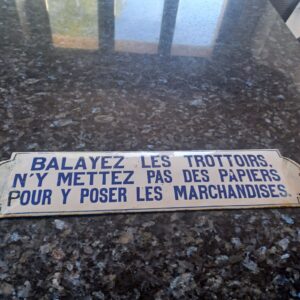 BALAYEZ LES TROTTOIRS
N'Y METTEZ PAS DES PAPIERS
POUR Y POSER LES MARCHANDISES.